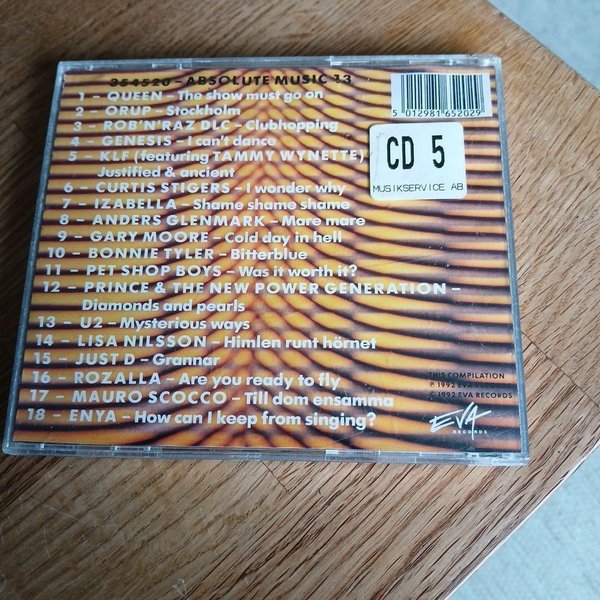 254520 – ABSOLUTE MUSIC 13
1 – QUEEN – The show must go on
2 – ORUP – Stockholm
3 – ROB'N'RAZ DLC – Clubhopping
4 – GENESIS – I can't dance
5 – KLF (featuring TAMMY WYNETTE)
Justified & ancient
6 – CURTIS STIGERS – I wonder why
7 – IZABELLA – Shame shame shame
8 – ANDERS GLENMARK – Mare mare
9 – GARY MOORE – Cold day in hell
10 – BONNIE TYLER – Bitterblue
11 – PET SHOP BOYS – Was it worth it?
12 – PRINCE & THE NEW POWER GENERATION –
Diamonds and pearls
13 – U2 – Mysterious ways
14 – LISA NILSSON – Himlen runt hörnet
15 – JUST D – Grannar
16 – ROZALLA – Are you ready to fly
17 – MAURO SCOCCO – Till dom ensamma
18 – ENYA – How can I keep from singing?
5 012981 652029
CD 5
MUSIKSERVICE AB
THIS COMPILATION
℗ 1992 EVA RECORDS
© 1992 EVA RECORDS
EVA
RECORDS